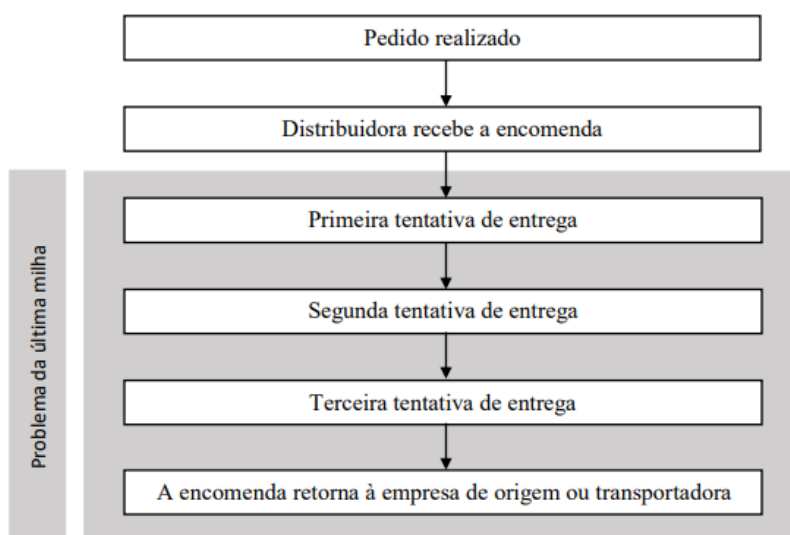 Pedido realizado
Distribuidora recebe a encomenda
Problema da última milha
Primeira tentativa de entrega
Segunda tentativa de entrega
Terceira tentativa de entrega
A encomenda retorna à empresa de origem ou transportadora